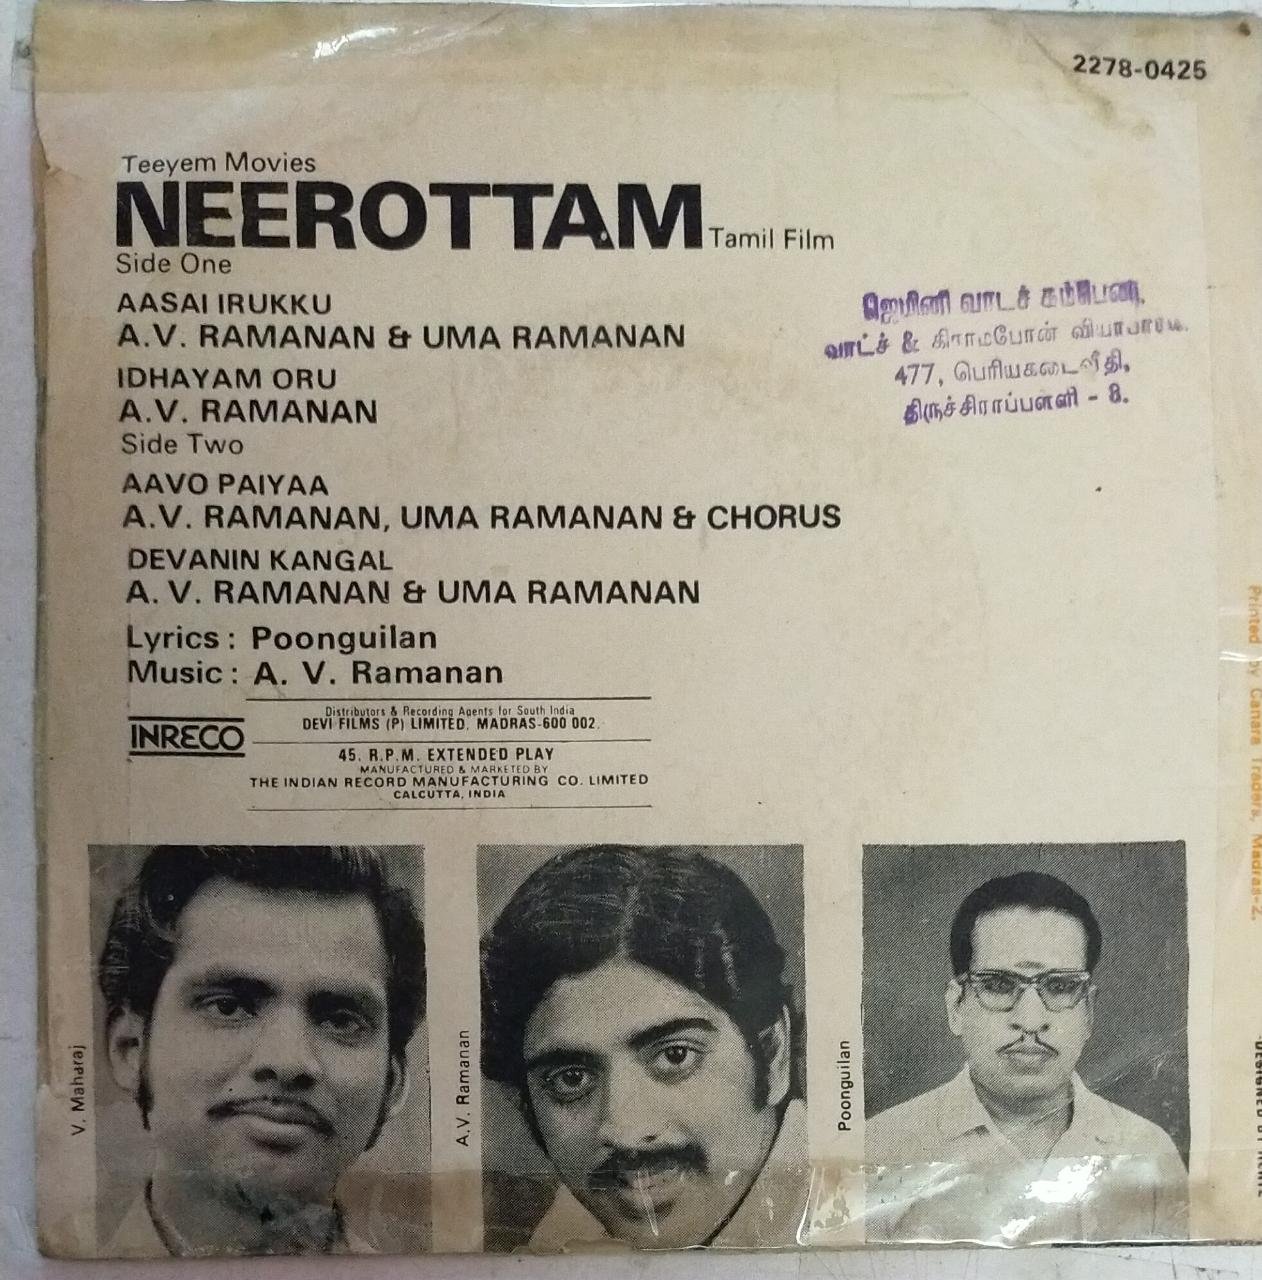 2278-0425
Teeyem Movies
NEEROTTAM Tamil Film
Side One
AASAI IRUKKU
A.V. RAMANAN & UMA RAMANAN
IDHAYAM ORU
A.V. RAMANAN
Side Two
AAVO PAIYAA
A.V. RAMANAN, UMA RAMANAN & CHORUS
DEVANIN KANGAL
A. V. RAMANAN & UMA RAMANAN
Lyrics : Poonguilan
Music : A. V. Ramanan
ஜெமினி வாட்ச் கம்பெனி,
வாட்ச் & கிராமபோன்
477, பெரியகடைவீதி,
திருச்சிராப்பள்ளி - 8.
INRECO
Distributors & Recording Agents for South India
DEVI FILMS (P) LIMITED, MADRAS-600 002.
45. R.P.M. EXTENDED PLAY
MANUFACTURED & MARKETED BY
THE INDIAN RECORD MANUFACTURING CO. LIMITED
CALCUTTA, INDIA
V. Maharaj
A.V. Ramanan
Poonguilan
Printed by Canara Traders, Madras-2.